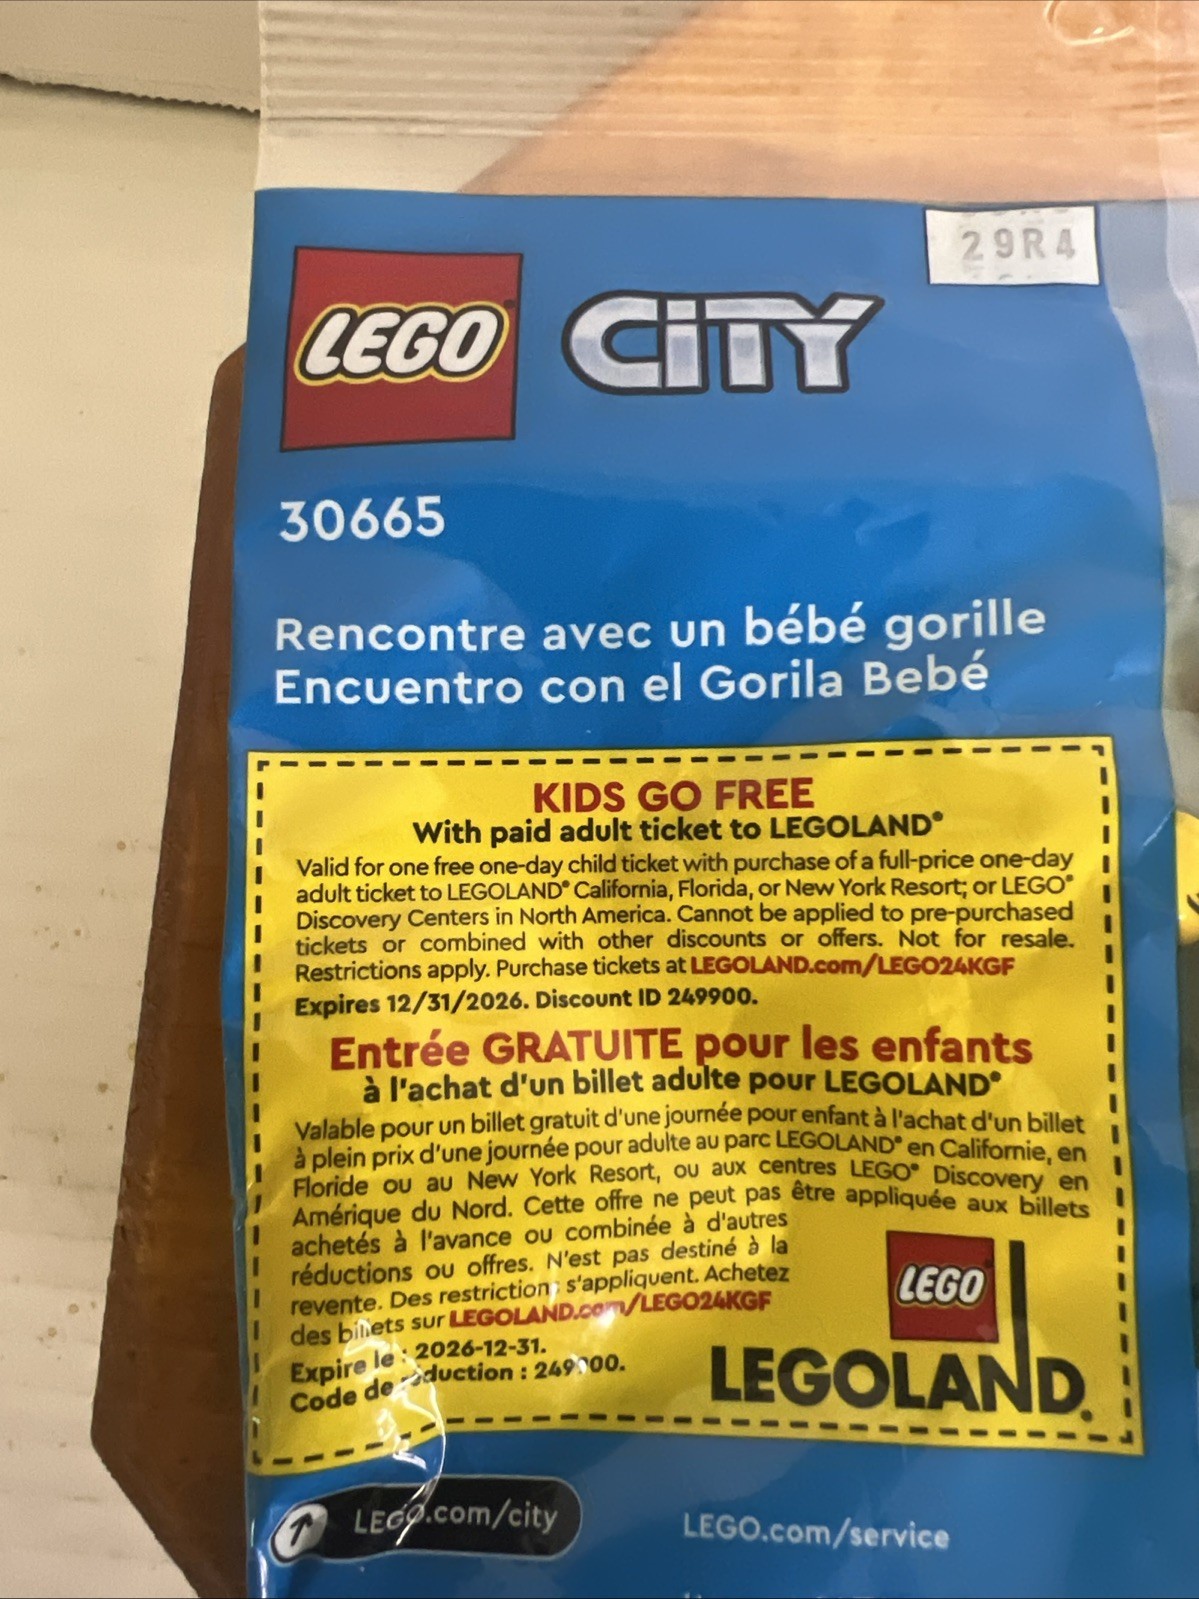 29R4
LEGO CITY
30665
Rencontre avec un bébé gorille
Encuentro con el Gorila Bebé
KIDS GO FREE
With paid adult ticket to LEGOLAND®
Valid for one free one-day child ticket with purchase of a full-price one-day
adult ticket to LEGOLAND® California, Florida, or New York Resort; or LEGO®
Discovery Centers in North America. Cannot be applied to pre-purchased
tickets or combined with other discounts or offers. Not for resale.
Restrictions apply. Purchase tickets at LEGOLAND.com/LEGO24KGF
Expires 12/31/2026. Discount ID 249900.
Entrée GRATUITE pour les enfants
à l'achat d'un billet adulte pour LEGOLAND®
Valable pour un billet gratuit d'une journée pour enfant à l'achat d'un billet
à plein prix d'une journée pour adulte au parc LEGOLAND® en Californie, en
Floride ou au New York Resort, ou aux centres LEGO® Discovery en
Amérique du Nord. Cette offre ne peut pas être appliquée aux billets
achetés à l'avance ou combinée à d'autres
réductions ou offres. N'est pas destiné à la
revente. Des restrictions s'appliquent. Achetez
des billets sur LEGOLAND.com/LEGO24KGF
Expire le : 2026-12-31.
Code de réduction : 249900.
LEGO
LEGOLAND®
LEGO.com/city
LEGO.com/service